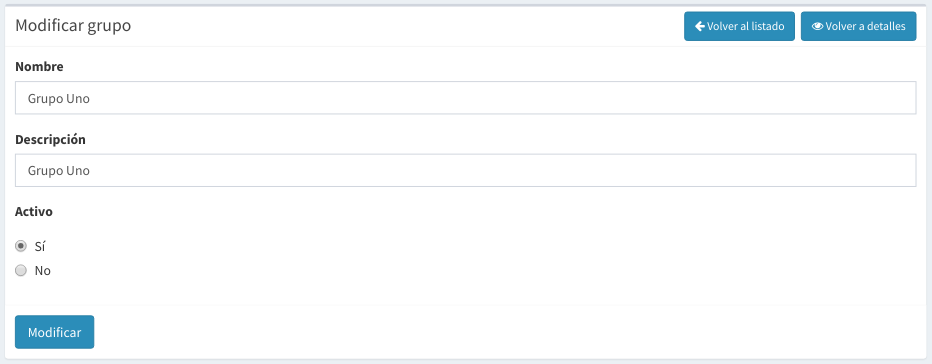 Modificar grupo
Volver al listado
Volver a detalles
Nombre
Grupo Uno
Descripción
Grupo Uno
Activo
Sí
No
Modificar